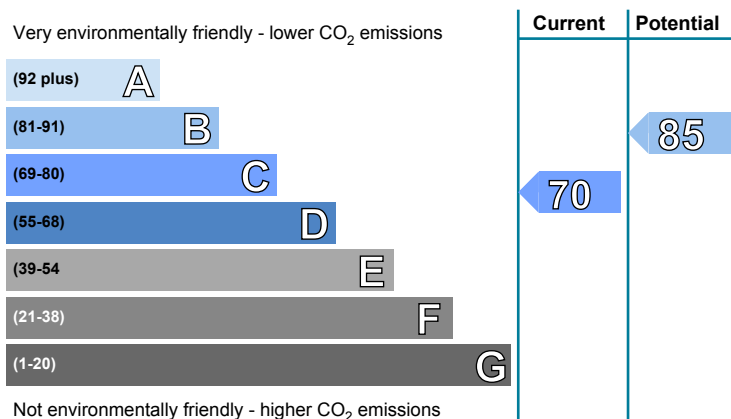 Very environmentally friendly - lower CO2 emissions
Current
Potential
(92 plus) A
(81-91) B
85
(69-80) C
70
(55-68) D
(39-54 E
(21-38) F
(1-20) G
Not environmentally friendly - higher CO2 emissions